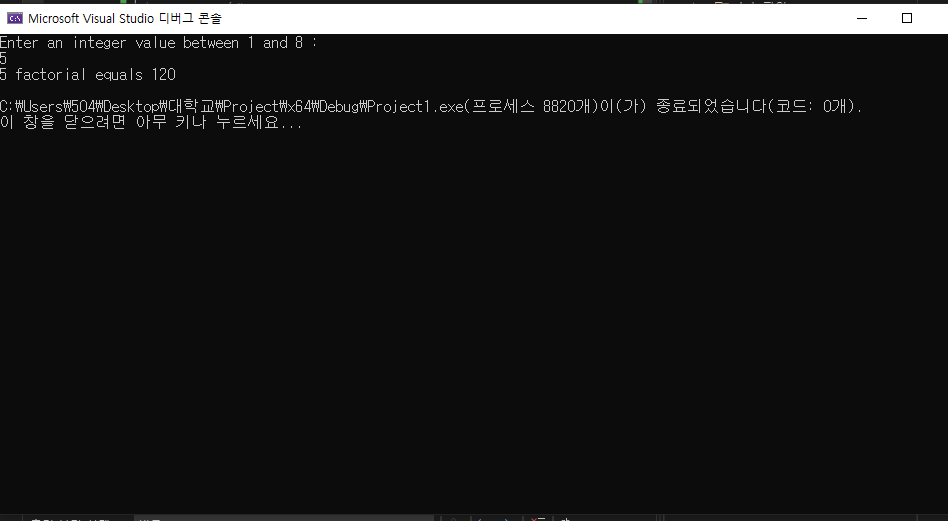 Microsoft Visual Studio 디버그 콘솔
Enter an integer value between 1 and 8 :
5
5 factorial equals 120
C:₩Users₩504₩Desktop₩대학교₩Project₩x64₩Debug₩Project1.exe(프로세스 8820개)이(가) 종료되었습니다(코드: 0개).
이 창을 닫으려면 아무 키나 누르세요...